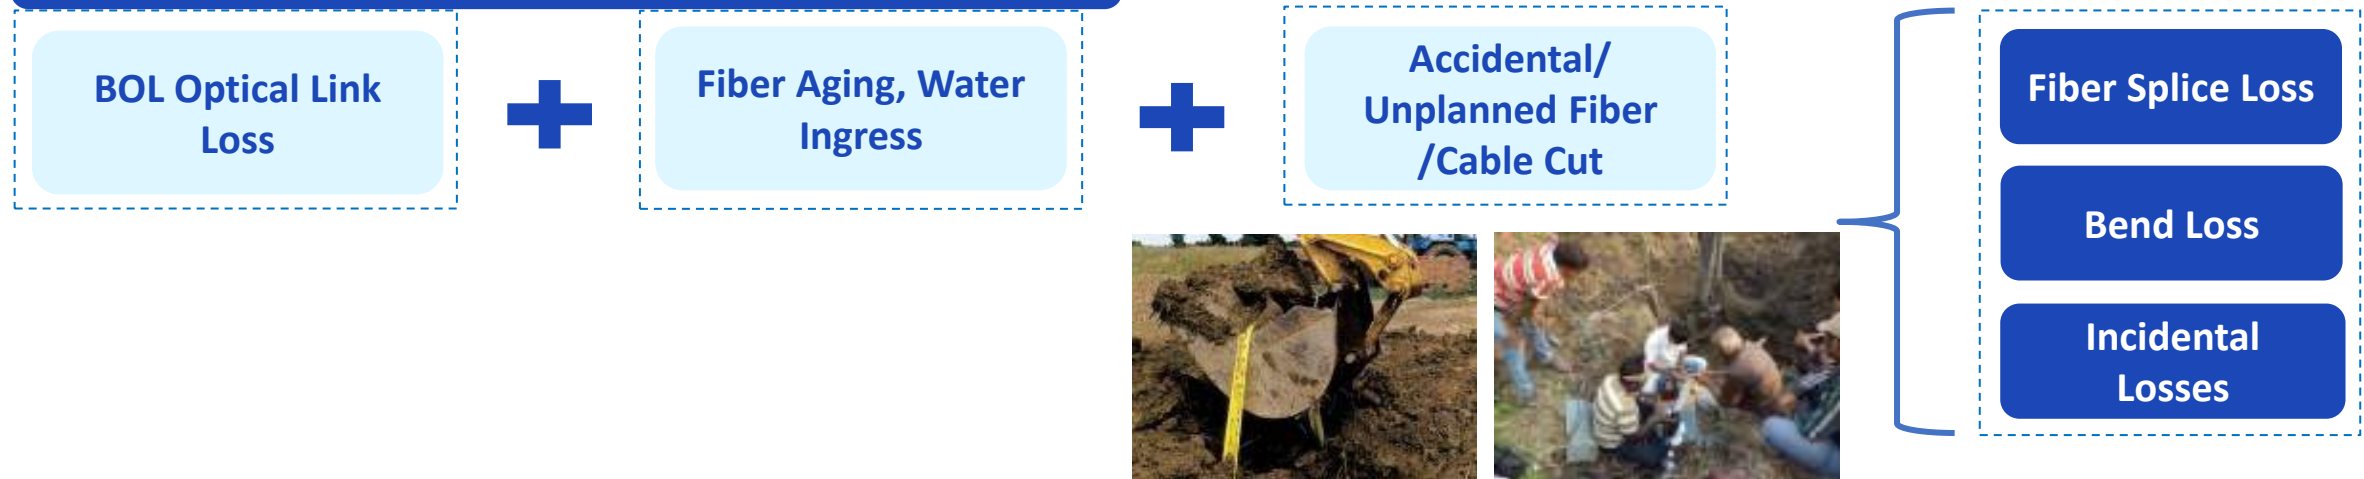 BOL Optical Link
Loss
Fiber Aging, Water
Ingress
Accidental/
Unplanned Fiber
/Cable Cut
Fiber Splice Loss
Bend Loss
Incidental
Losses